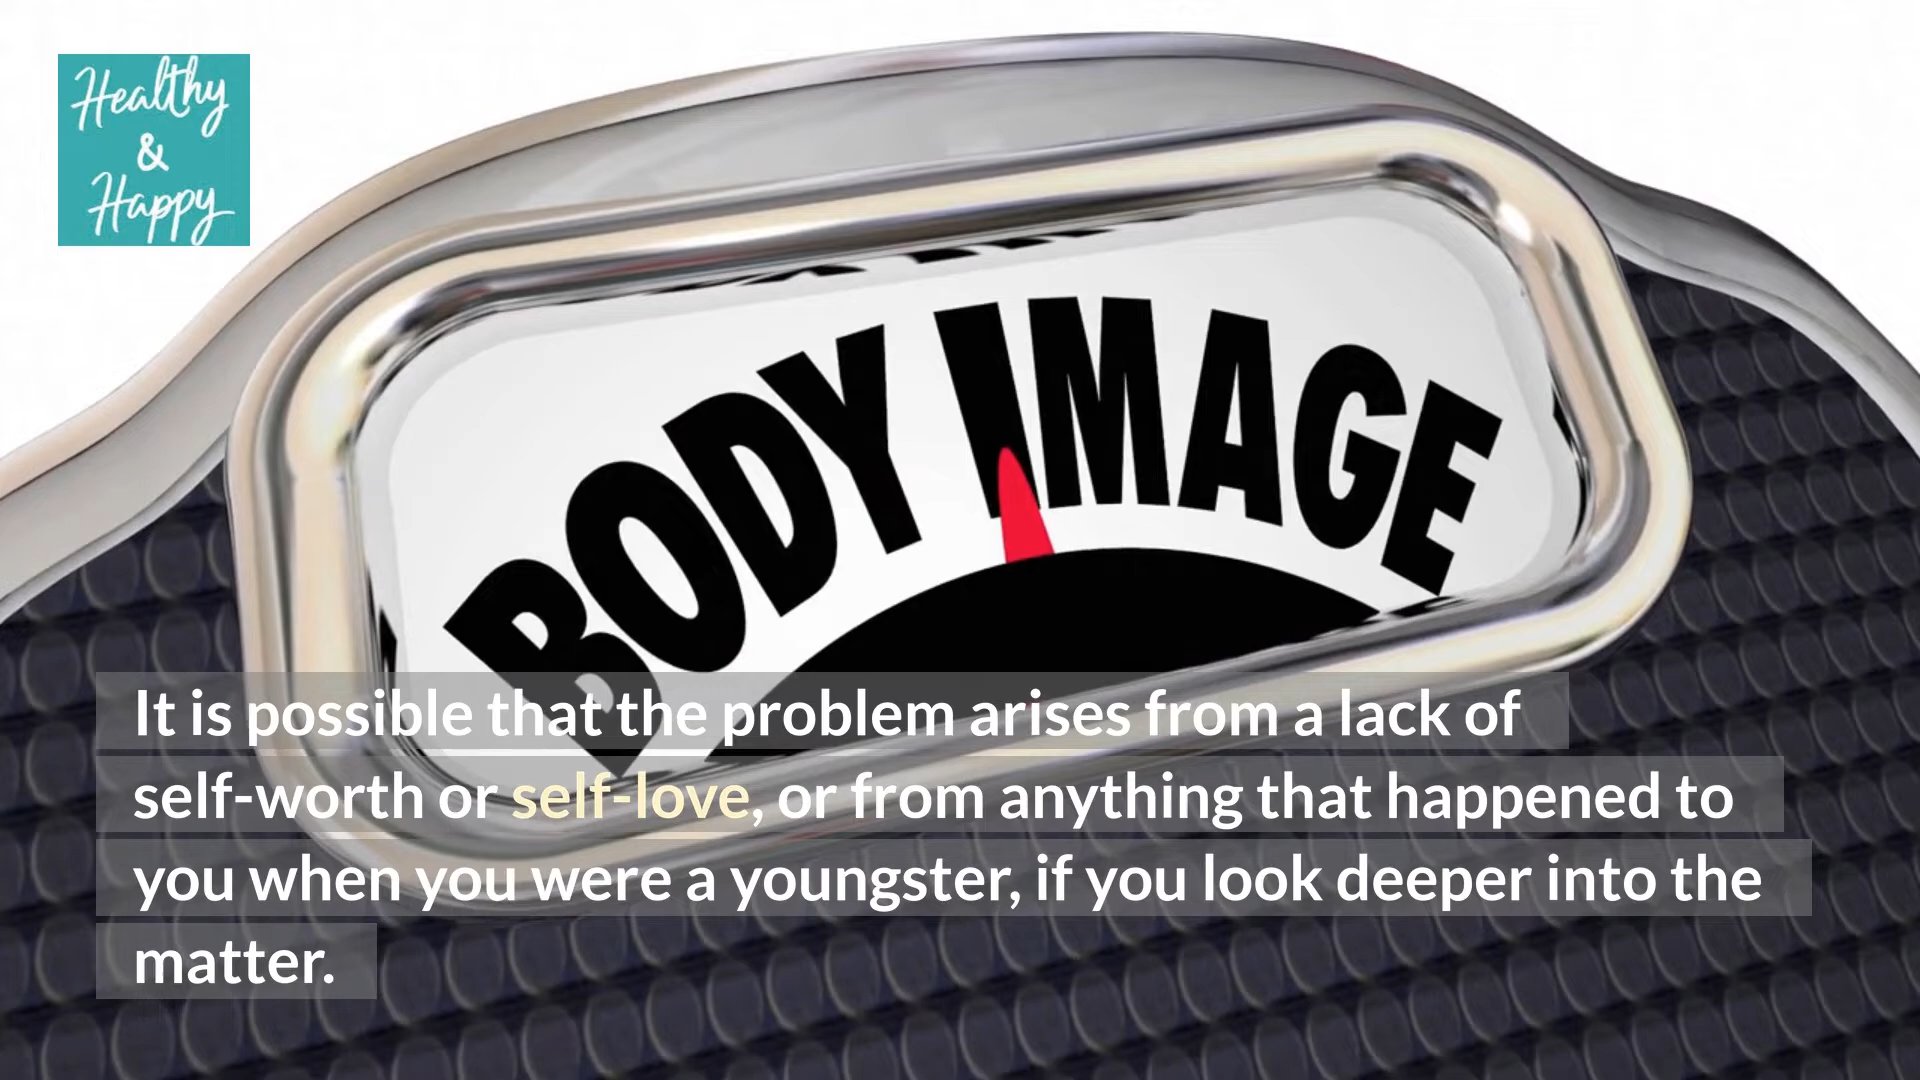 Healthy
&
Happy
BODY IMAGE
It is possible that the problem arises from a lack of
self-worth or self-love, or from anything that happened to
you when you were a youngster, if you look deeper into the
matter.